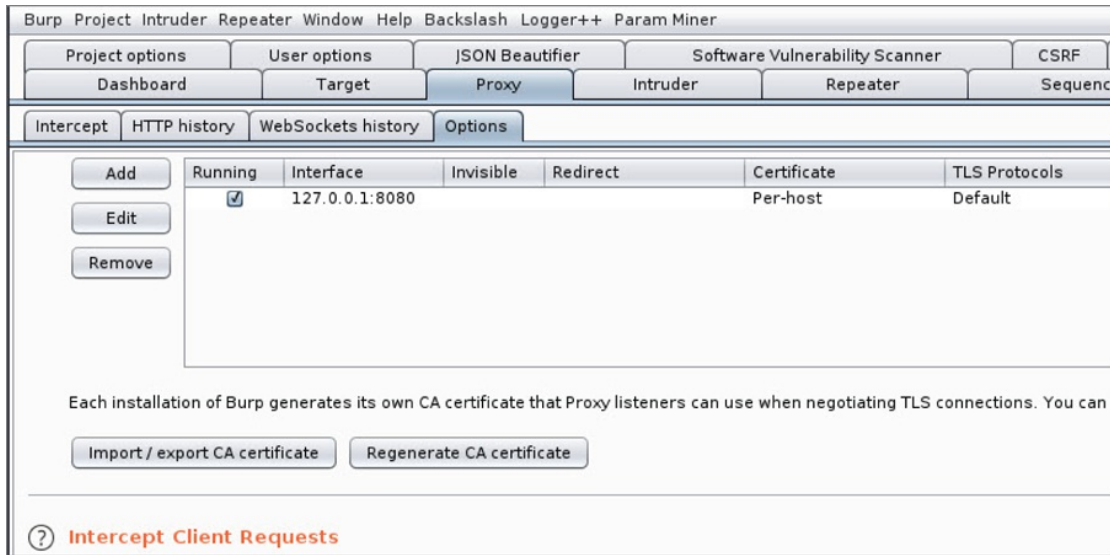 Burp Project Intruder Repeater Window Help Backslash Logger++ Param Miner
Project options User options JSON Beautifier Software Vulnerability Scanner CSRF
Dashboard Target Proxy Intruder Repeater Sequenc
Intercept HTTP history WebSockets history Options
Add Running Interface Invisible Redirect Certificate TLS Protocols
127.0.0.1:8080 Per-host Default
Edit
Remove
Each installation of Burp generates its own CA certificate that Proxy listeners can use when negotiating TLS connections. You can
Import / export CA certificate Regenerate CA certificate
? Intercept Client Requests